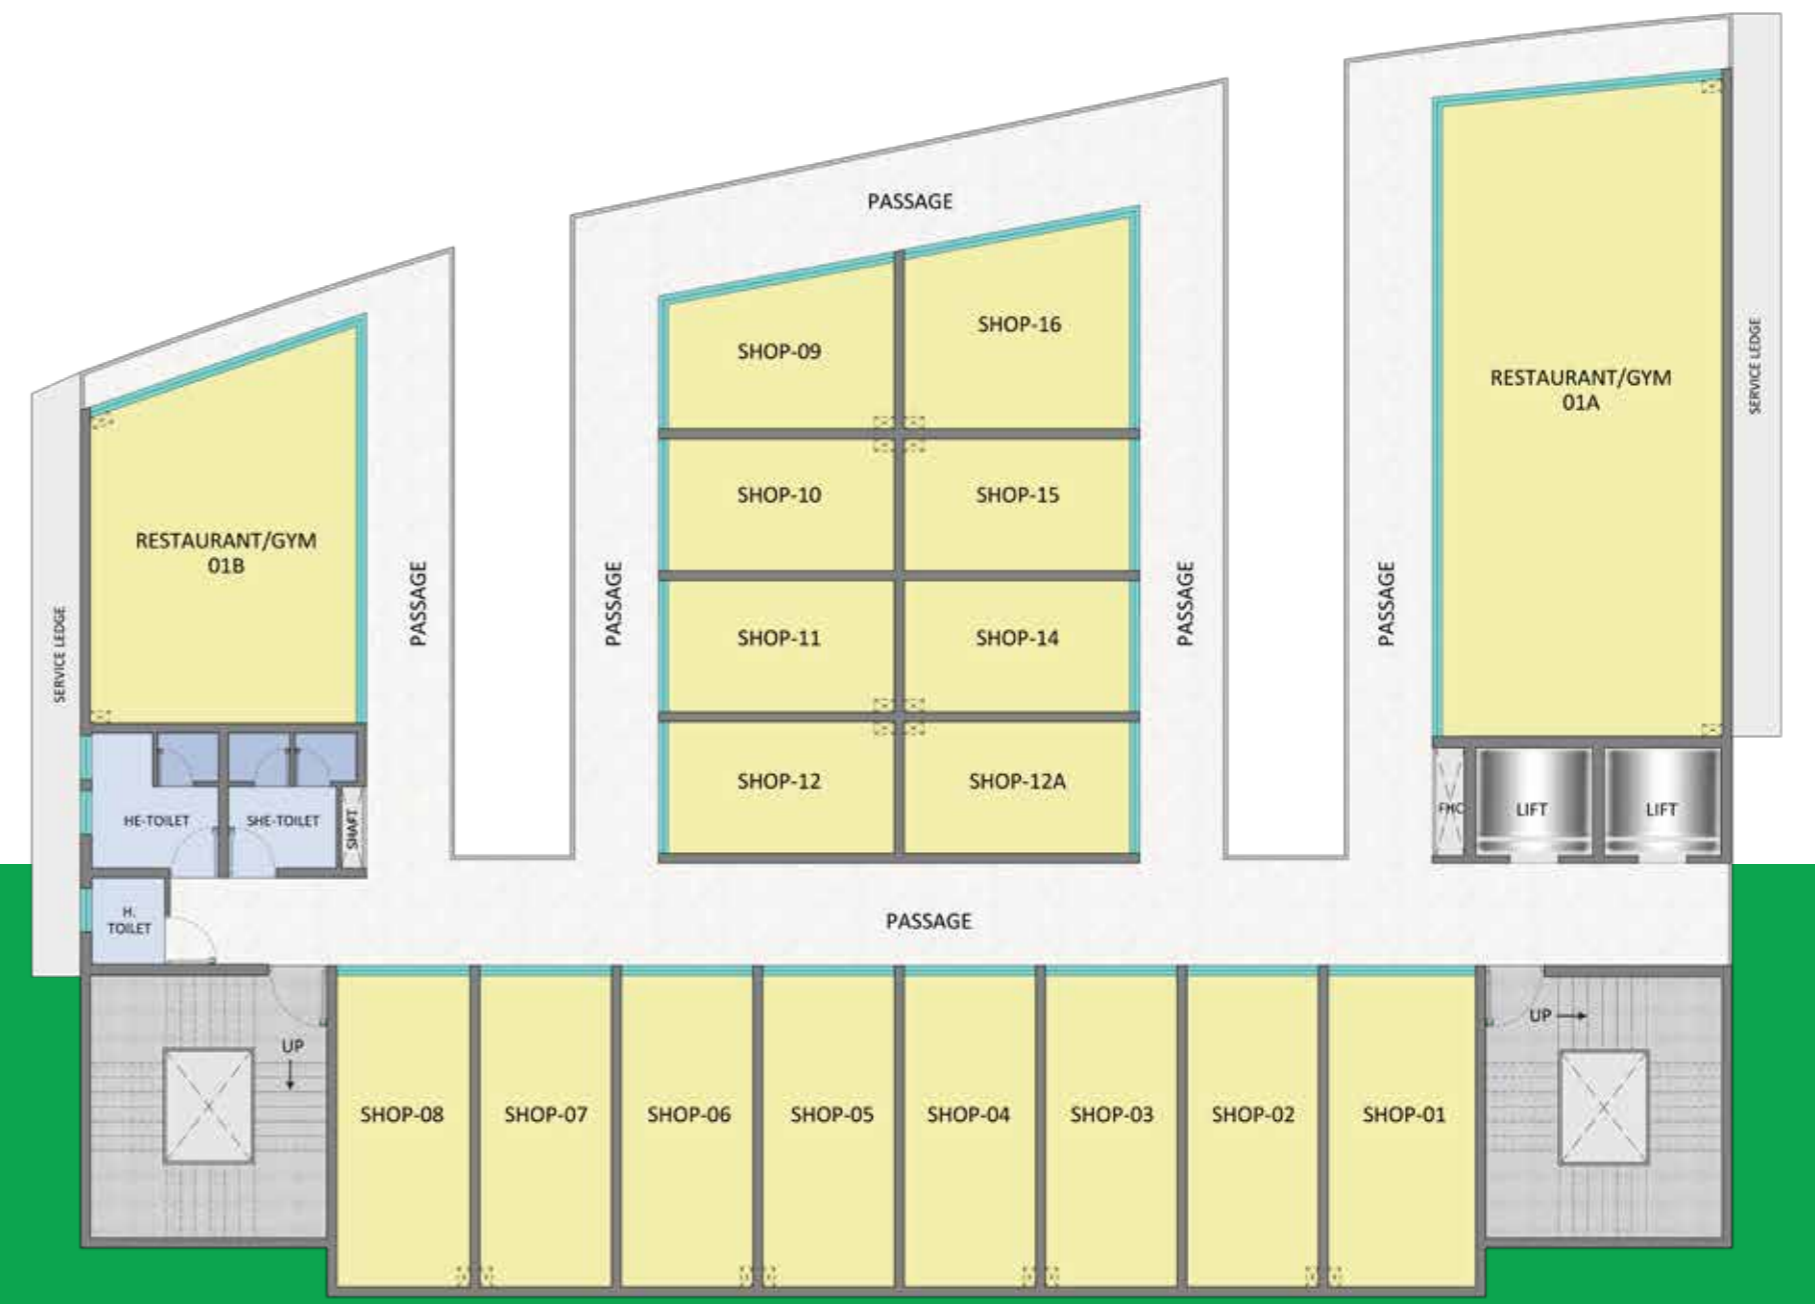 PASSAGE
SHOP-16
SHOP-09
RESTAURANT/GYM
01A
SERVICE LEDGE
SHOP-10
SHOP-15
RESTAURANT/GYM
01B
PASSAGE
PASSAGE
PASSAGE
PASSAGE
SERVICE LEDGE
SHOP-11
SHOP-14
SHOP-12
SHOP-12A
HE-TOILET
SHE-TOILET
SHAFT
FHC
LIFT
LIFT
H.
TOILET
PASSAGE
UP
UP
SHOP-08
SHOP-07
SHOP-06
SHOP-05
SHOP-04
SHOP-03
SHOP-02
SHOP-01